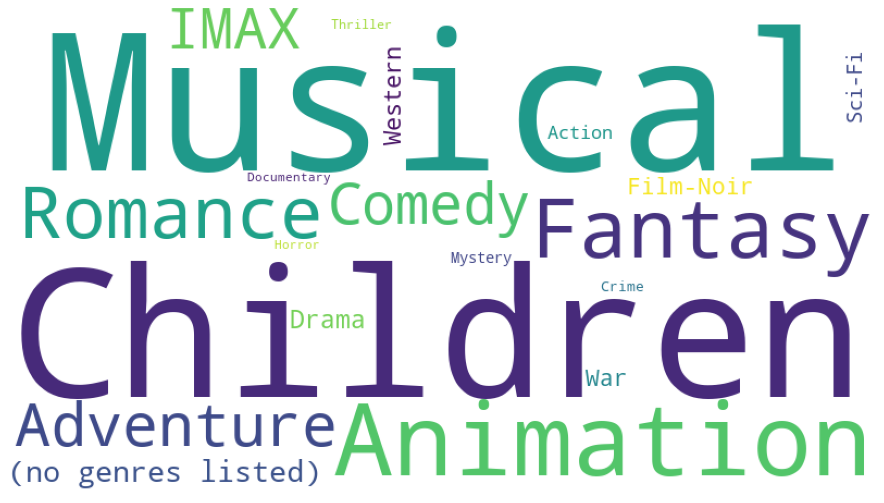 IMAX
Thriller
Musical
Western
Sci-Fi
Action
Documentary
Romance
Comedy
Film-Noir
Fantasy
Horror
Mystery
Children
Crime
Drama
War
Adventure
Animation
(no genres listed)